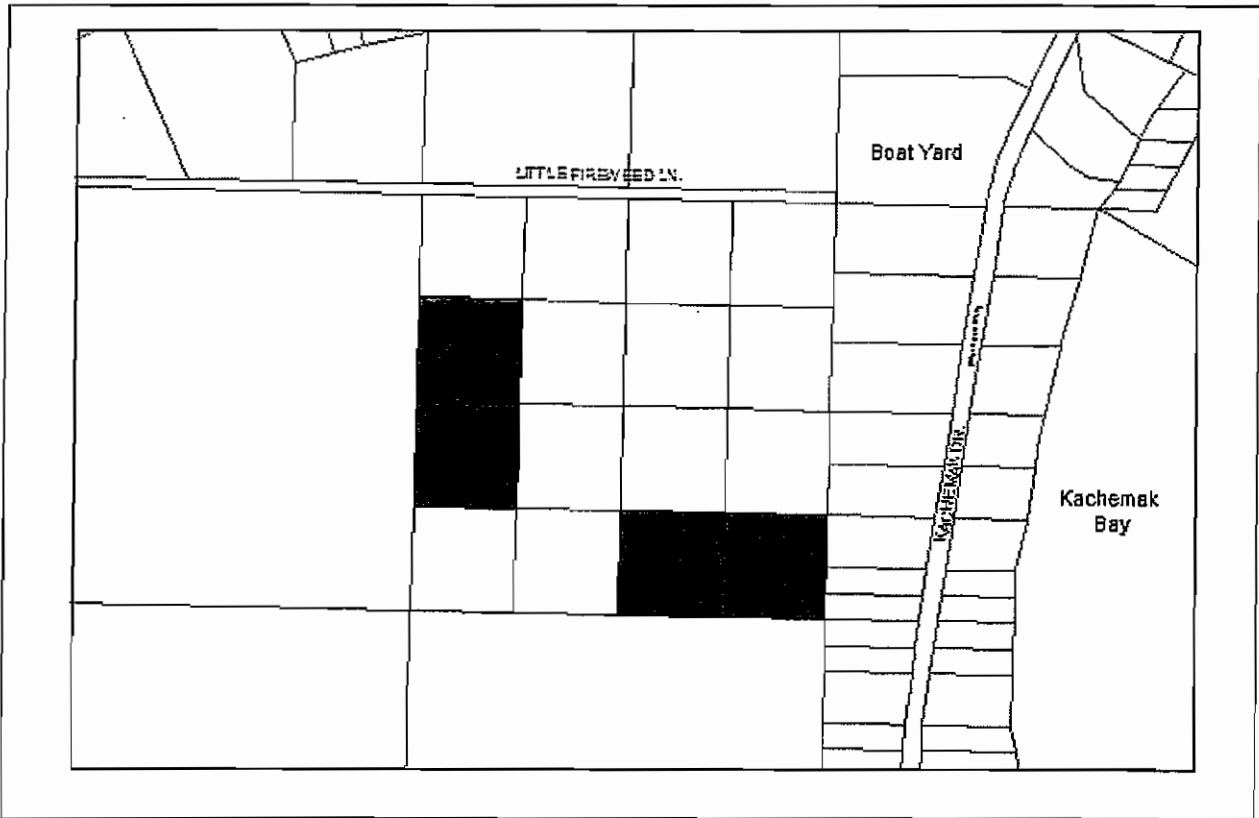 Boat Yard
LITTLE FIREWEED LN.
KACHEMAK DR.
Kachemak
Bay